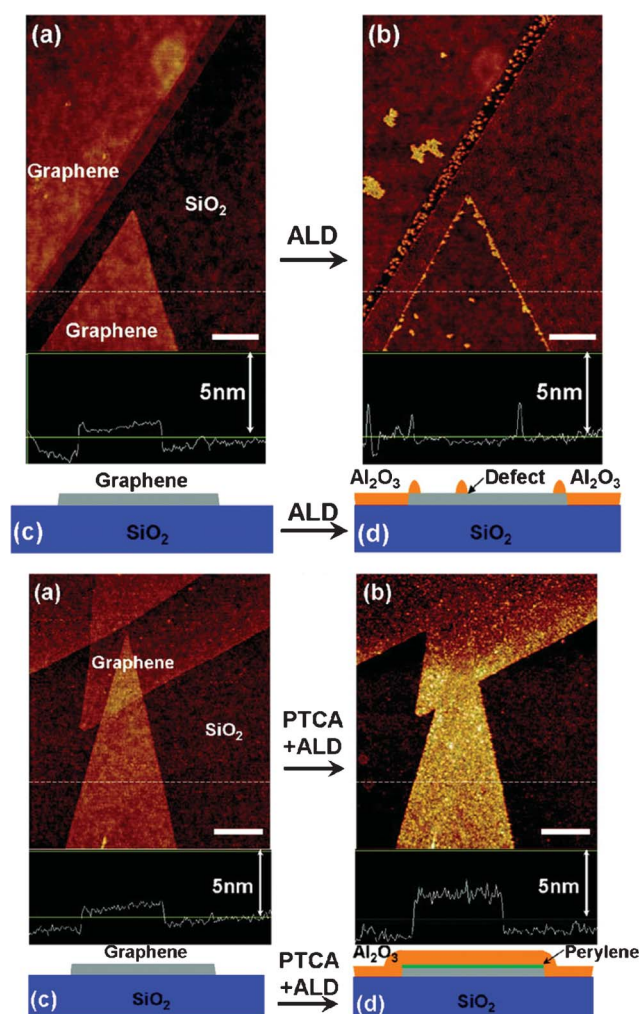 (a)
(b)
Graphene
SiO₂
ALD
Graphene
5nm
5nm
Graphene
Al₂O₃
Defect
Al₂O₃
ALD
(c)
SiO₂
(d)
SiO₂
(a)
(b)
Graphene
SiO₂
PTCA
+ALD
5nm
5nm
Graphene
Al₂O₃
Perylene
PTCA
+ALD
(c)
SiO₂
(d)
SiO₂